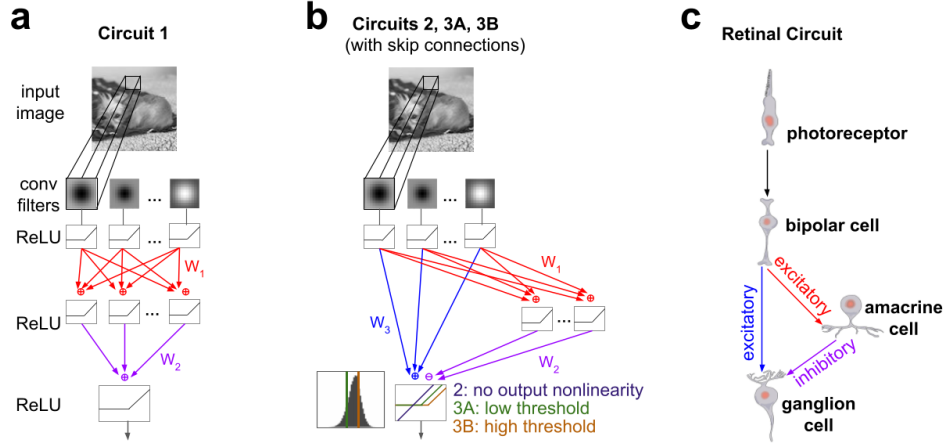 a
Circuit 1
input
image
conv
filters
...
ReLU
...
W1
⊕ ⊕ ⊕
ReLU
...
W2
⊕
ReLU
b
Circuits 2, 3A, 3B
(with skip connections)
...
...
W1
⊕ ⊕
W3
...
W2
⊕ ⊖
2: no output nonlinearity
3A: low threshold
3B: high threshold
c
Retinal Circuit
photoreceptor
bipolar cell
excitatory
excitatory
amacrine
cell
inhibitory
ganglion
cell